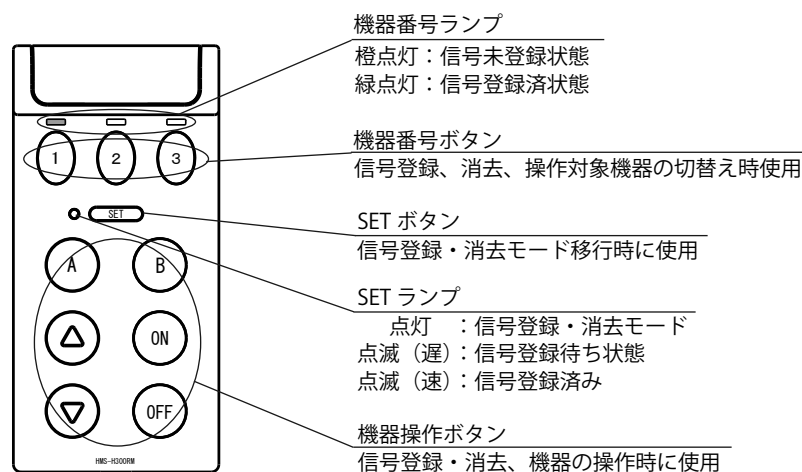 機器番号ランプ
橙点灯：信号未登録状態
緑点灯：信号登録済状態
1
2
3
機器番号ボタン
信号登録、消去、操作対象機器の切替え時使用
SET
SET ボタン
信号登録・消去モード移行時に使用
A
B
SET ランプ
点灯　：信号登録・消去モード
点滅（遅）：信号登録待ち状態
点滅（速）：信号登録済み
ON
OFF
機器操作ボタン
信号登録・消去、機器の操作時に使用
HMS-H300RM